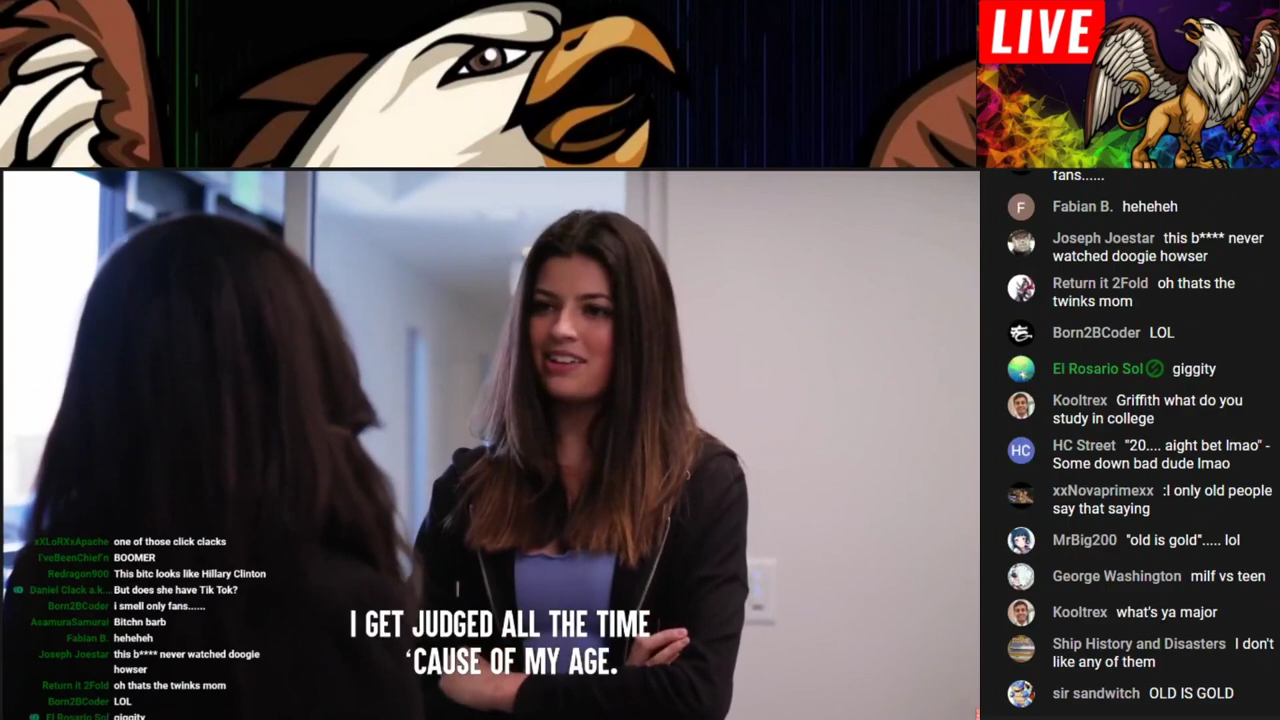 LIVE
fans......
F Fabian B. heheheh
Joseph Joestar this b**** never
watched doogie howser
Return it 2Fold oh thats the
twinks mom
Born2BCoder LOL
El Rosario Sol giggity
Kooltrex Griffith what do you
study in college
HC HC Street "20.... aight bet lmao" -
Some down bad dude lmao
xxNovaprimexx :I only old people
say that saying
MrBig200 "old is gold"..... lol
George Washington milf vs teen
Kooltrex what's ya major
Ship History and Disasters I don't
like any of them
sir sandwitch OLD IS GOLD
xXLoRXxApache one of those click clacks
I'veBeenChief'n BOOMER
Redragon900 This bitc looks like Hillary Clinton
Daniel Clack a.k... But does she have Tik Tok?
Born2BCoder i smell only fans......
AsamuraSamurai Bitchn barb
Fabian B. heheheh
Joseph Joestar this b**** never watched doogie
howser
Return it 2Fold oh thats the twinks mom
Born2BCoder LOL
El Rosario Sol giggity
I GET JUDGED ALL THE TIME
‘CAUSE OF MY AGE.